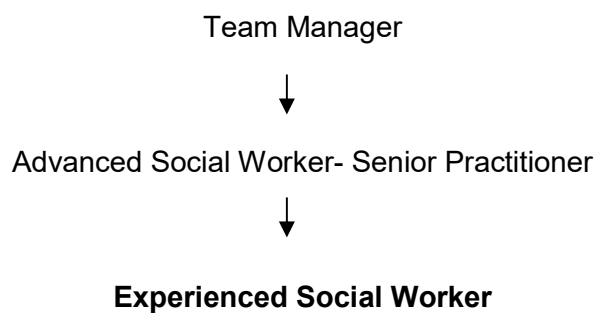 Team Manager
Advanced Social Worker- Senior Practitioner
Experienced Social Worker